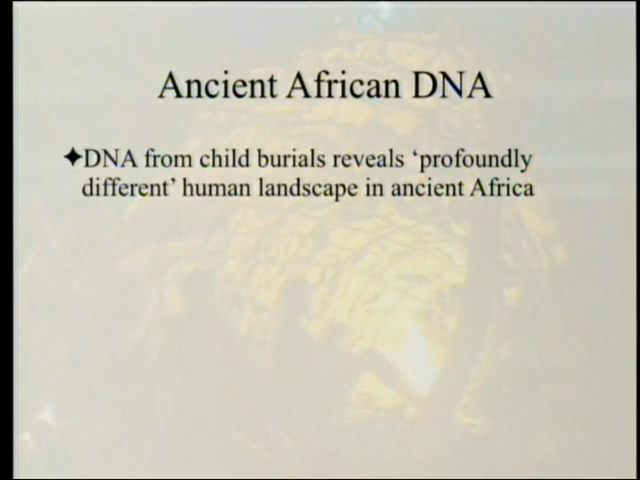 Ancient African DNA
✦DNA from child burials reveals ‘profoundly
different’ human landscape in ancient Africa